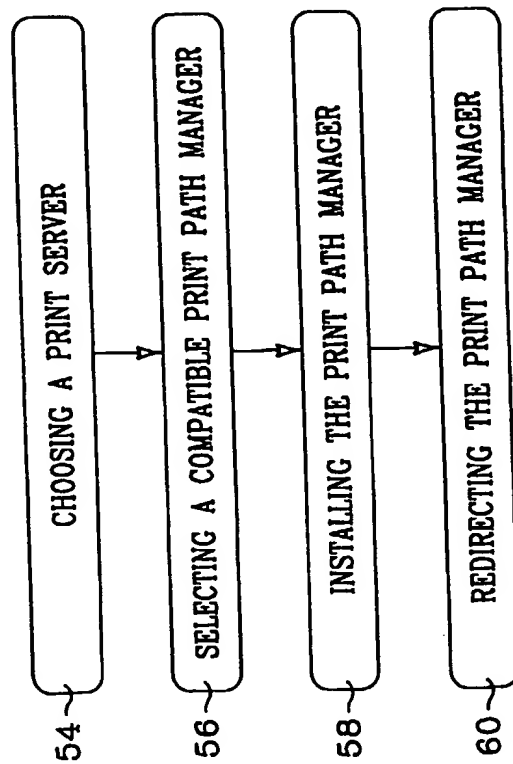 54 CHOOSING A PRINT SERVER
56 SELECTING A COMPATIBLE PRINT PATH MANAGER
58 INSTALLING THE PRINT PATH MANAGER
60 REDIRECTING THE PRINT PATH MANAGER